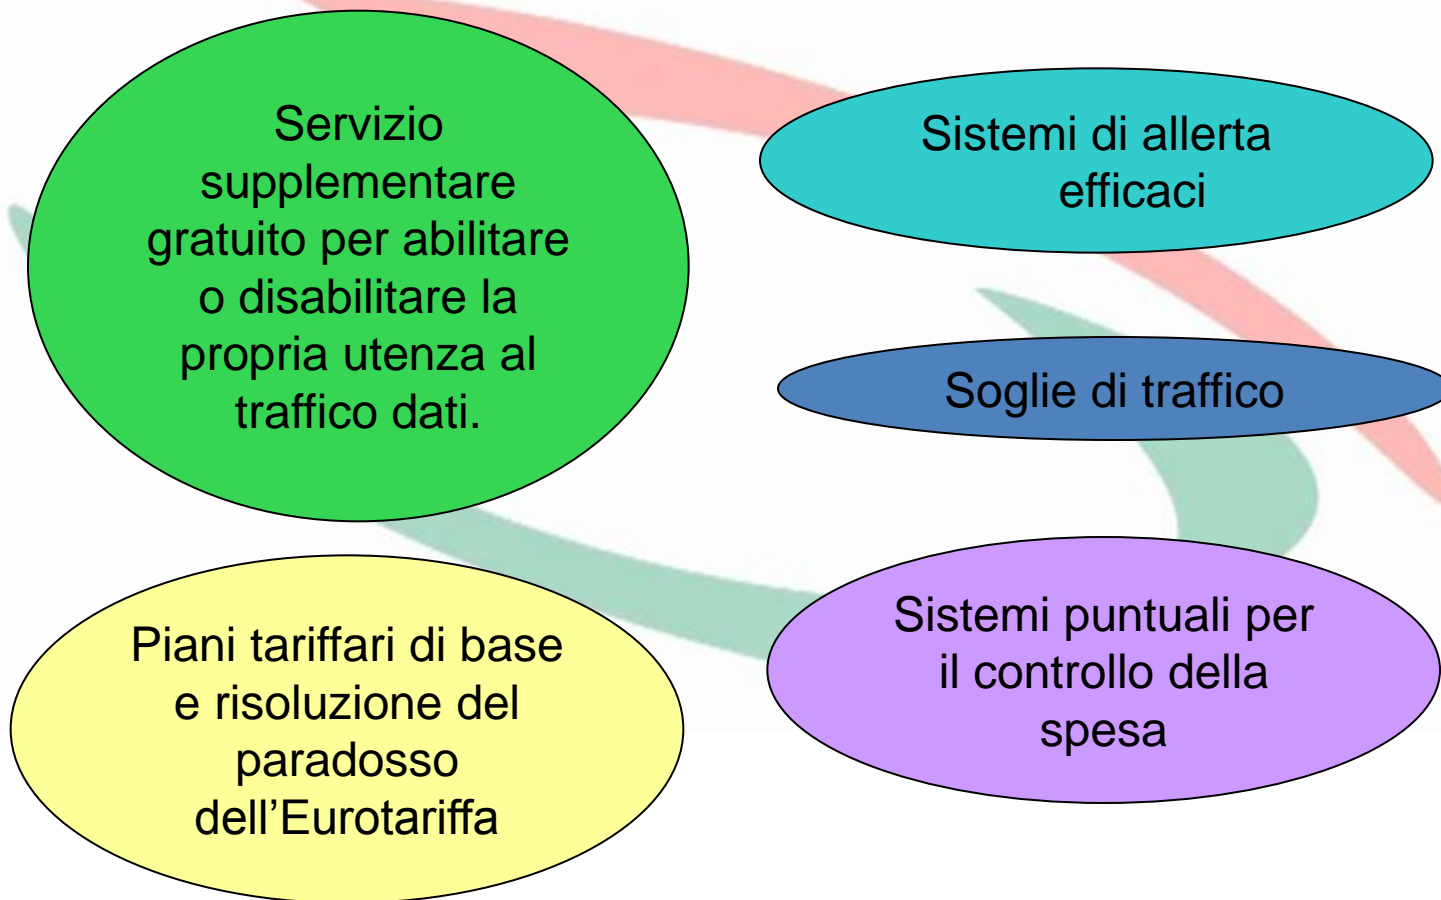 Servizio
supplementare
gratuito per abilitare
o disabilitare la
propria utenza al
traffico dati.
Sistemi di allerta
efficaci
Soglie di traffico
Piani tariffari di base
e risoluzione del
paradosso
dell’Eurotariffa
Sistemi puntuali per
il controllo della
spesa